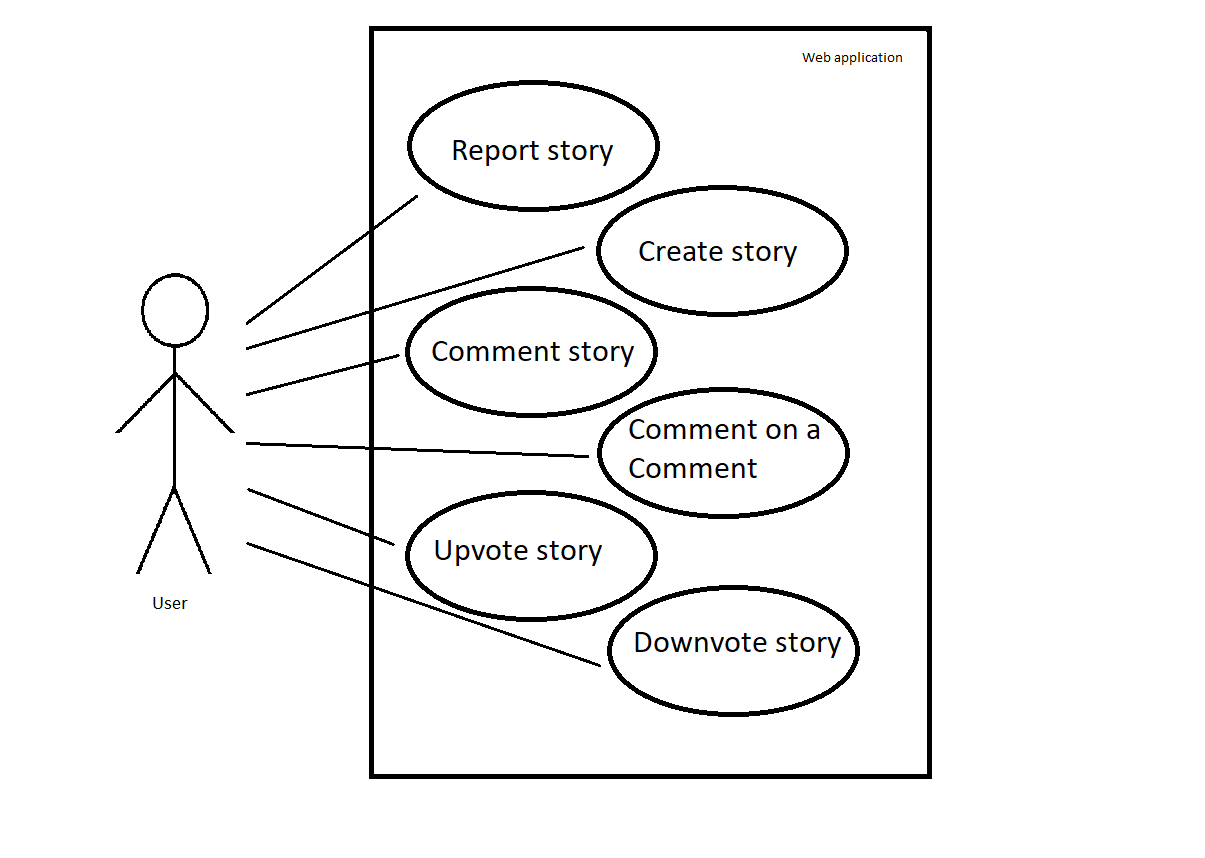 Web application
Report story
Create story
Comment story
Comment on a
Comment
Upvote story
Downvote story
User